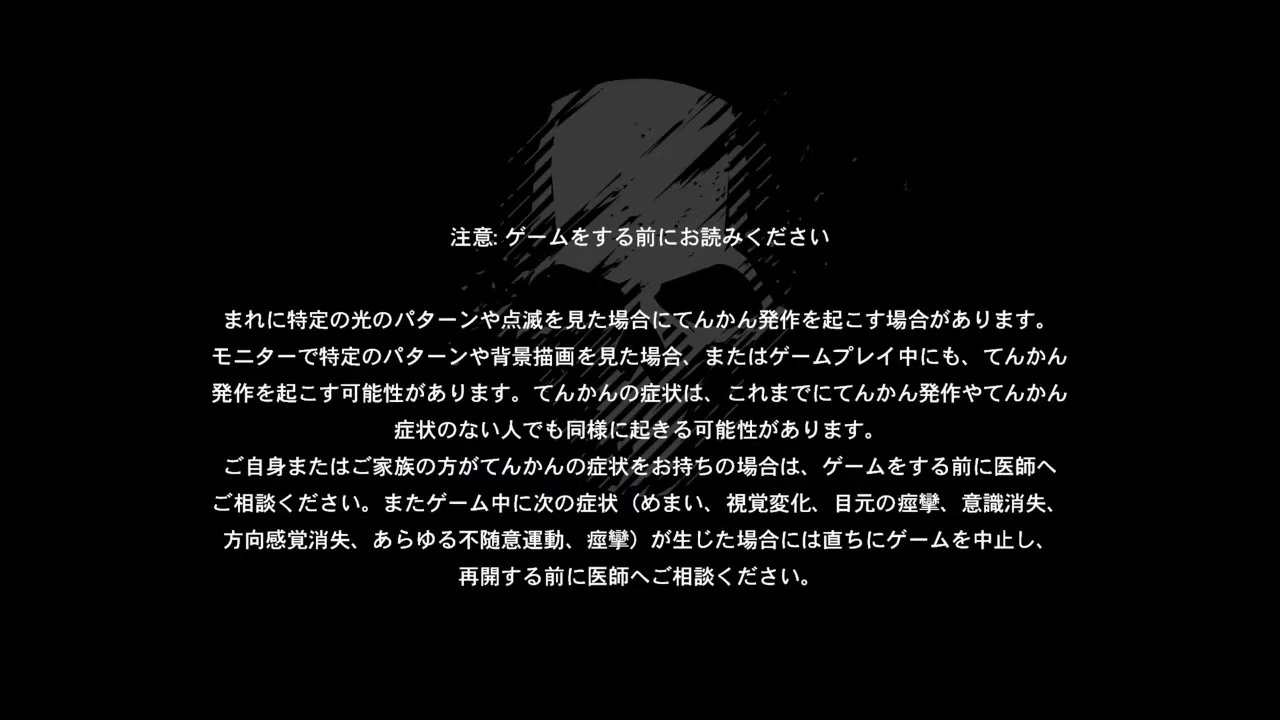 注意: ゲームをする前にお読みください
まれに特定の光のパターンや点滅を見た場合にてんかん発作を起こす場合があります。
モニターで特定のパターンや背景描画を見た場合、またはゲームプレイ中にも、てんかん
発作を起こす可能性があります。てんかんの症状は、これまでにてんかん発作やてんかん
症状のない人でも同様に起きる可能性があります。
ご自身またはご家族の方がてんかんの症状をお持ちの場合は、ゲームをする前に医師へ
ご相談ください。またゲーム中に次の症状（めまい、視覚変化、目元の痙攣、意識消失、
方向感覚消失、あらゆる不随意運動、痙攣）が生じた場合には直ちにゲームを中止し、
再開する前に医師へご相談ください。